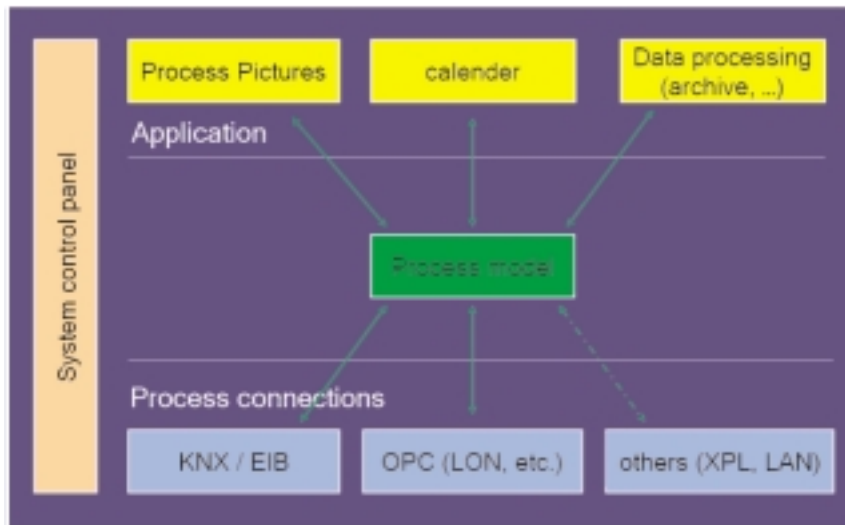 System control panel
Process Pictures
calender
Data processing
(archive, ...)
Application
Process model
Process connections
KNX / EIB
OPC (LON, etc.)
others (XPL, LAN)